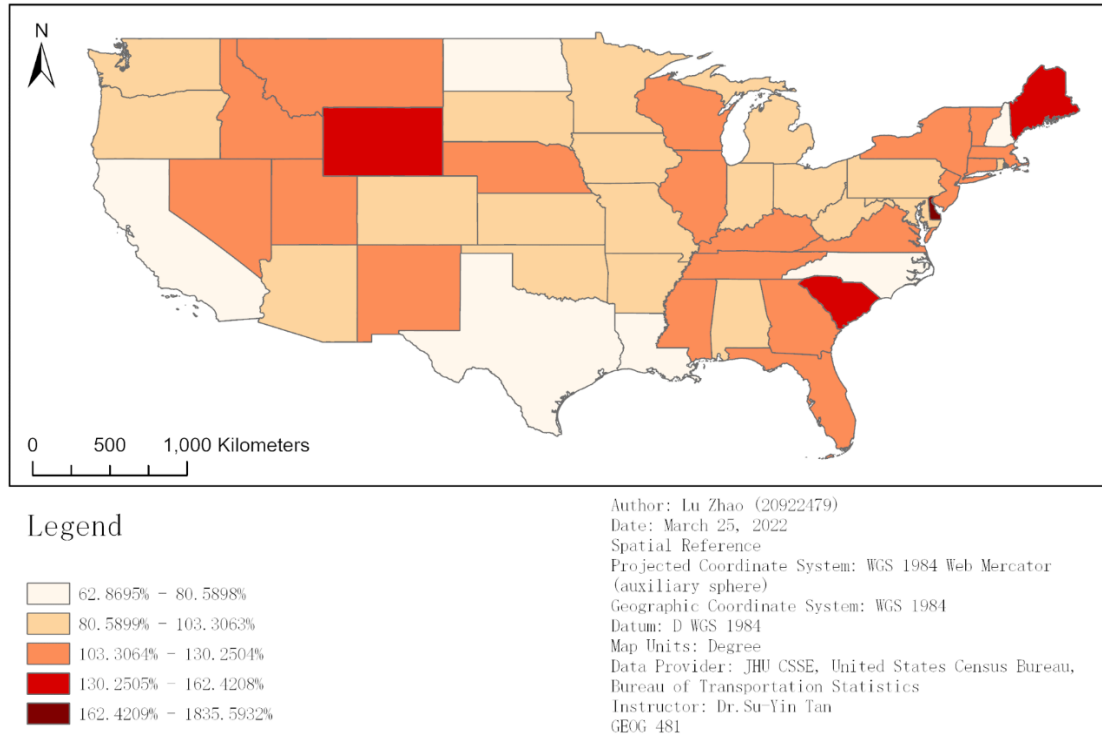 N
0 500 1,000 Kilometers
Legend
62.8695% - 80.5898%
80.5899% - 103.3063%
103.3064% - 130.2504%
130.2505% - 162.4208%
162.4209% - 1835.5932%
Author: Lu Zhao (20922479)
Date: March 25, 2022
Spatial Reference
Projected Coordinate System: WGS 1984 Web Mercator
(auxiliary sphere)
Geographic Coordinate System: WGS 1984
Datum: D WGS 1984
Map Units: Degree
Data Provider: JHU CSSE, United States Census Bureau,
Bureau of Transportation Statistics
Instructor: Dr.Su-Yin Tan
GEOG 481